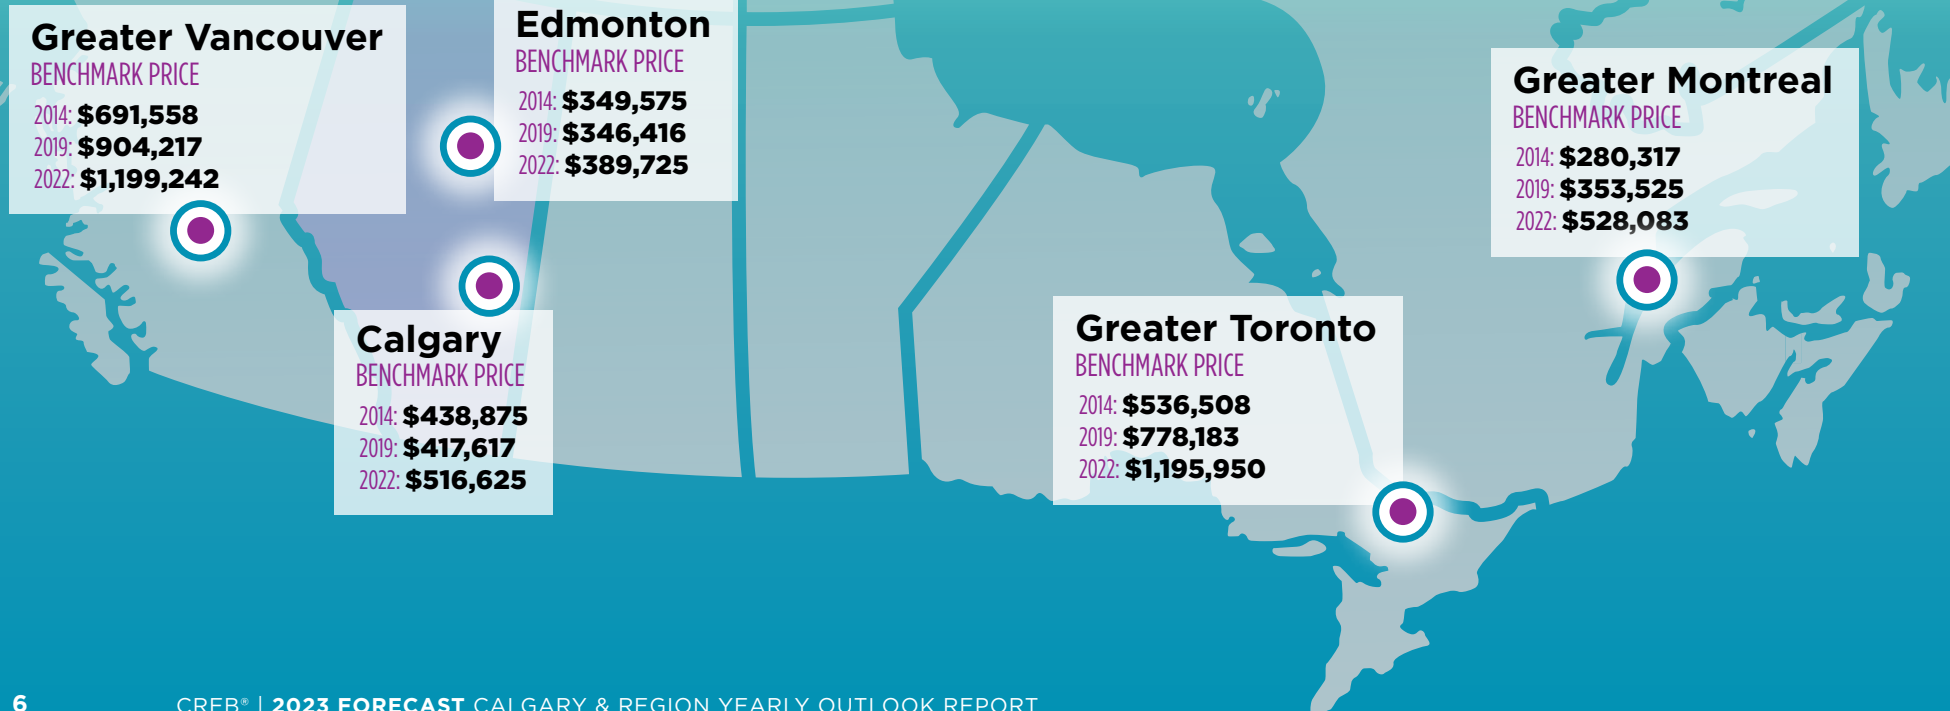 Greater Vancouver
BENCHMARK PRICE
2014: $691,558
2019: $904,217
2022: $1,199,242
Edmonton
BENCHMARK PRICE
2014: $349,575
2019: $346,416
2022: $389,725
Calgary
BENCHMARK PRICE
2014: $438,875
2019: $417,617
2022: $516,625
Greater Toronto
BENCHMARK PRICE
2014: $536,508
2019: $778,183
2022: $1,195,950
Greater Montreal
BENCHMARK PRICE
2014: $280,317
2019: $353,525
2022: $528,083
6 CREB® | 2023 FORECAST CALGARY & REGION YEARLY OUTLOOK REPORT